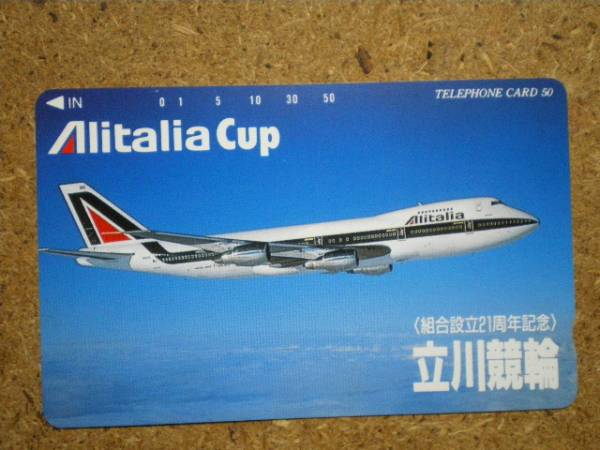 ◀IN 0 1 5 10 30 50
TELEPHONE CARD 50
Alitalia Cup
Alitalia
〈組合設立21周年記念〉
立川競輪